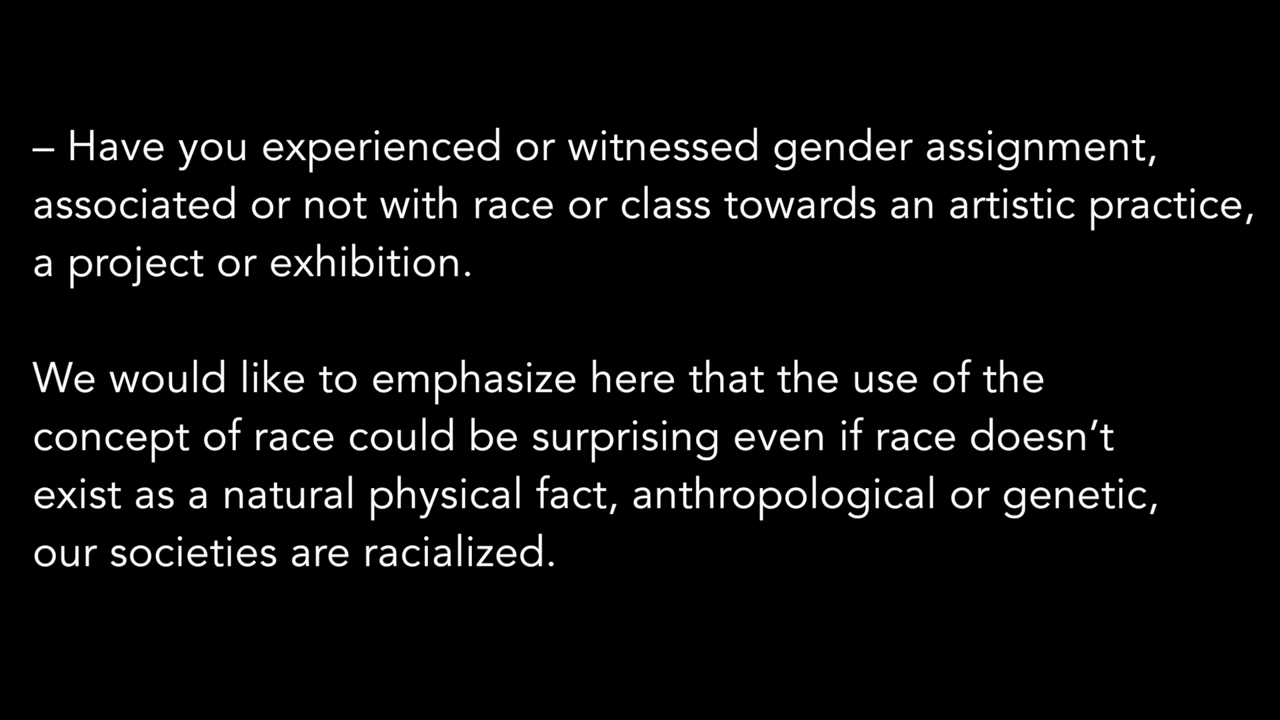 – Have you experienced or witnessed gender assignment,
associated or not with race or class towards an artistic practice,
a project or exhibition.
We would like to emphasize here that the use of the
concept of race could be surprising even if race doesn’t
exist as a natural physical fact, anthropological or genetic,
our societies are racialized.